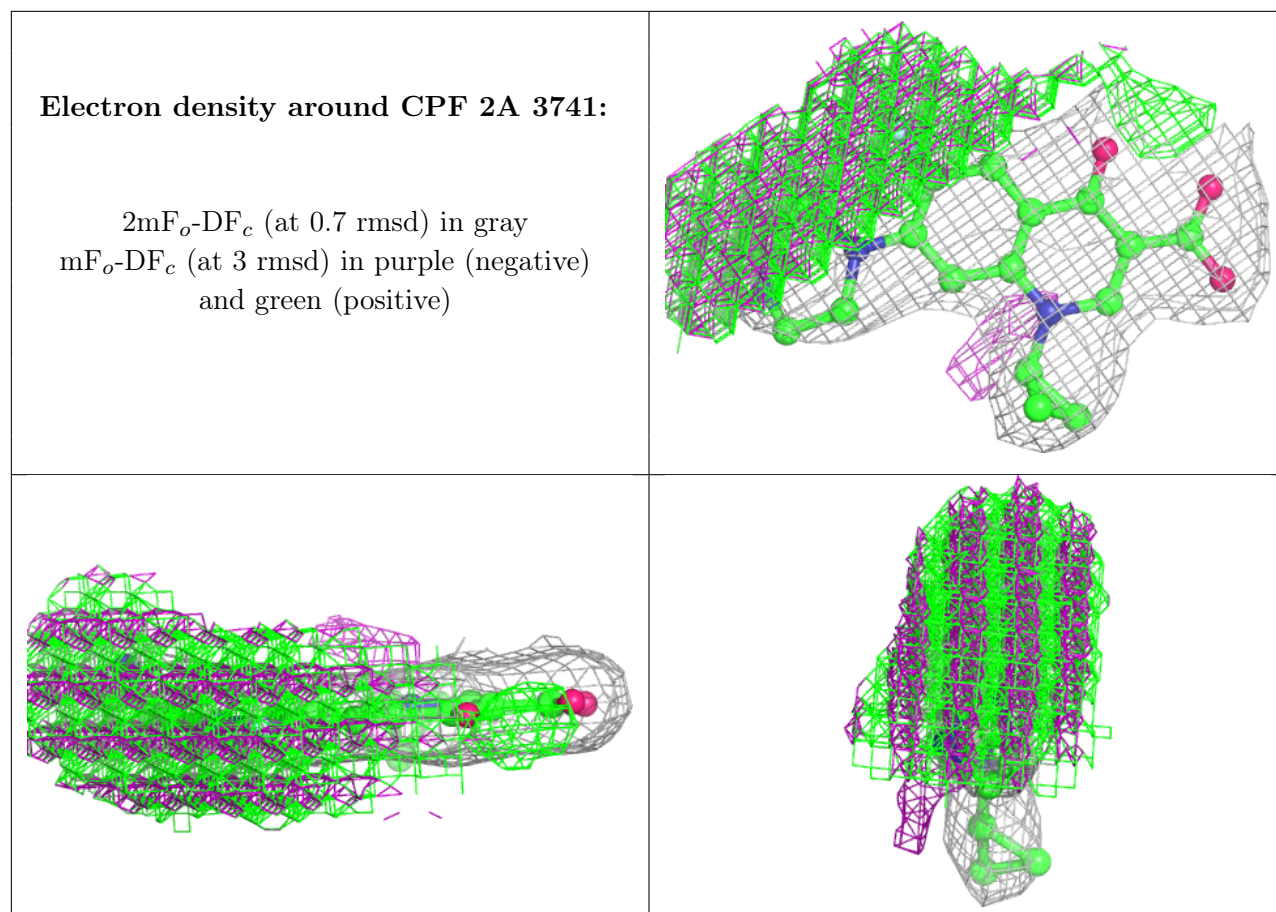 Electron density around CPF 2A 3741:
2mFo-DFc (at 0.7 rmsd) in gray
mFo-DFc (at 3 rmsd) in purple (negative)
and green (positive)